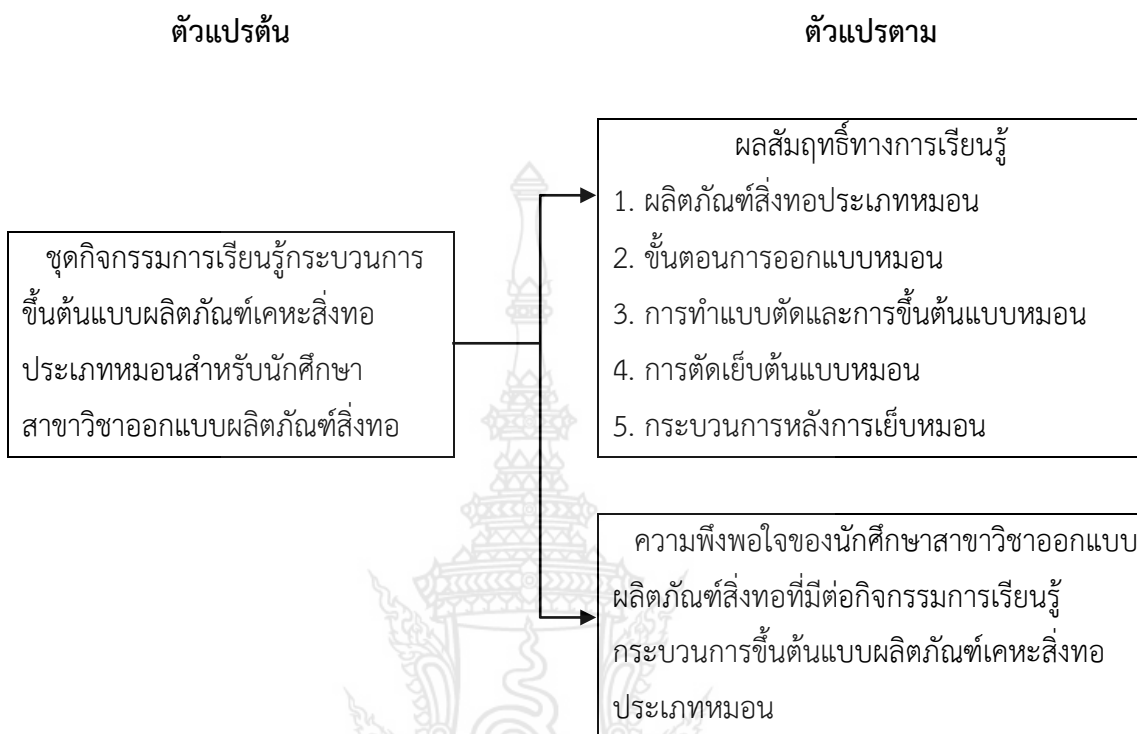 ตัวแปรต้น
ตัวแปรตาม
ชุดกิจกรรมการเรียนรู้กระบวนการ
ขึ้นต้นแบบผลิตภัณฑ์เคหะสิ่งทอ
ประเภทหมอนสำหรับนักศึกษา
สาขาวิชาออกแบบผลิตภัณฑ์สิ่งทอ
ผลสัมฤทธิ์ทางการเรียนรู้
1. ผลิตภัณฑ์สิ่งทอประเภทหมอน
2. ขั้นตอนการออกแบบหมอน
3. การทำแบบตัดและการขึ้นต้นแบบหมอน
4. การตัดเย็บต้นแบบหมอน
5. กระบวนการหลังการเย็บหมอน
ความพึงพอใจของนักศึกษาสาขาวิชาออกแบบ
ผลิตภัณฑ์สิ่งทอที่มีต่อกิจกรรมการเรียนรู้
กระบวนการขึ้นต้นแบบผลิตภัณฑ์เคหะสิ่งทอ
ประเภทหมอน